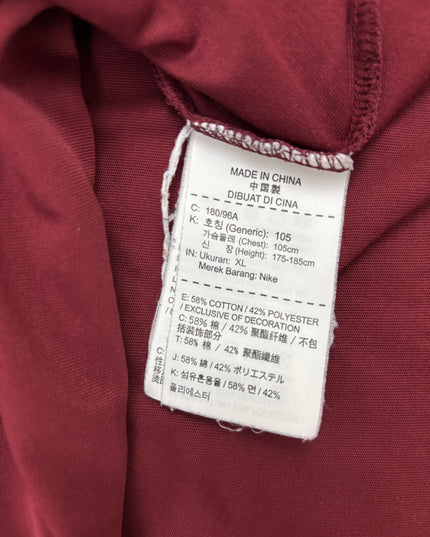 MADE IN CHINA
中国製
DIBUAT DI CINA
C: 180/96A
K: 호칭 (Generic): 105
가슴둘레 (Chest): 105cm
신 장 (Height): 175-185cm
IN: Ukuran: XL
Merek Barang: Nike
E: 58% COTTON / 42% POLYESTER
/ EXCLUSIVE OF DECORATION
C: 58% 棉 / 42% 聚酯纤维 / 不包
括装饰部分
T: 58% 棉 / 42% 聚酯纖維
J: 58% 綿 / 42% ポリエステル
K: 섬유혼용율 / 58% 면 / 42%
폴리에스터